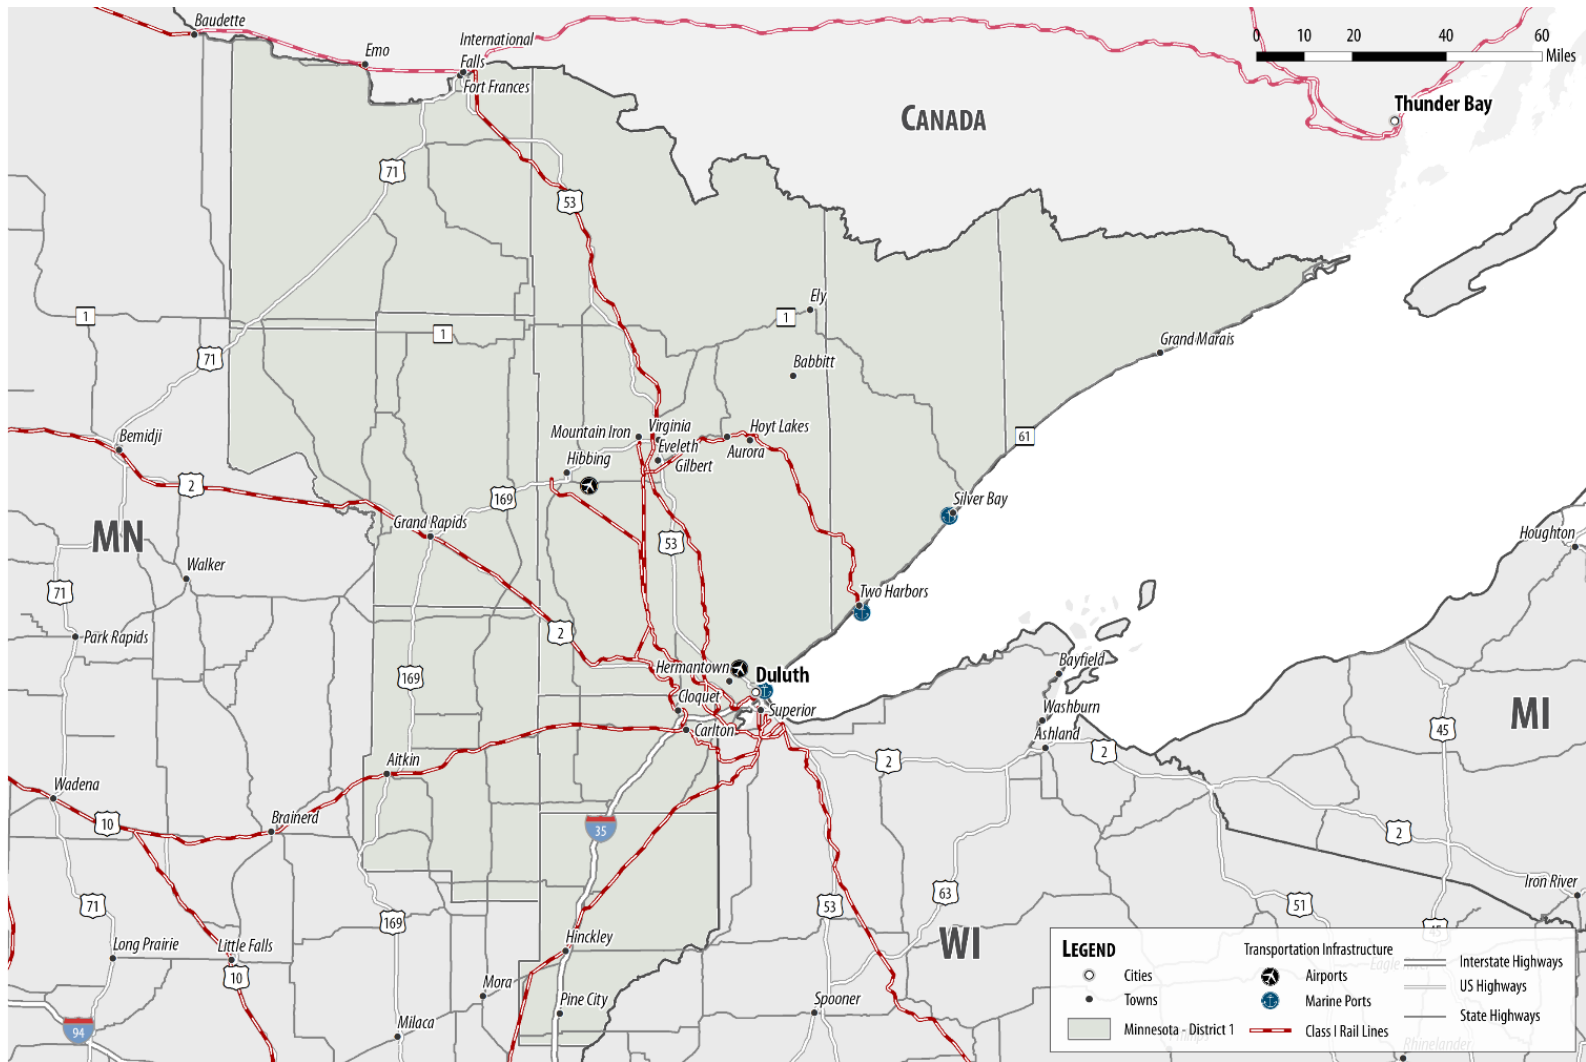 Baudette
Emo
International
Falls
Fort Frances
0 10 20 40 60
Miles
Thunder Bay
CANADA
71
53
1
1
1
71
Ely
Babbitt
Grand Marais
61
Bemidji
2
Mountain Iron
Virginia
Eveleth
Gilbert
Hoyt Lakes
Aurora
Hibbing
169
Silver Bay
MN
Grand Rapids
53
Houghton
Walker
71
Two Harbors
Park Rapids
2
169
Hermantown
Duluth
Bayfield
Cloquet
Superior
Washburn
MI
Carlton
Ashland
45
2
2
Aitkin
Wadena
10
Brainerd
35
2
71
63
51
Iron River
53
169
45
Long Prairie
Little Falls
10
Hinckley
WI
Mora
Pine City
Spooner
94
Milaca
LEGEND
Cities
Towns
Minnesota - District 1
Transportation Infrastructure
Airports
Marine Ports
Class I Rail Lines
Interstate Highways
US Highways
State Highways
Rhinelander